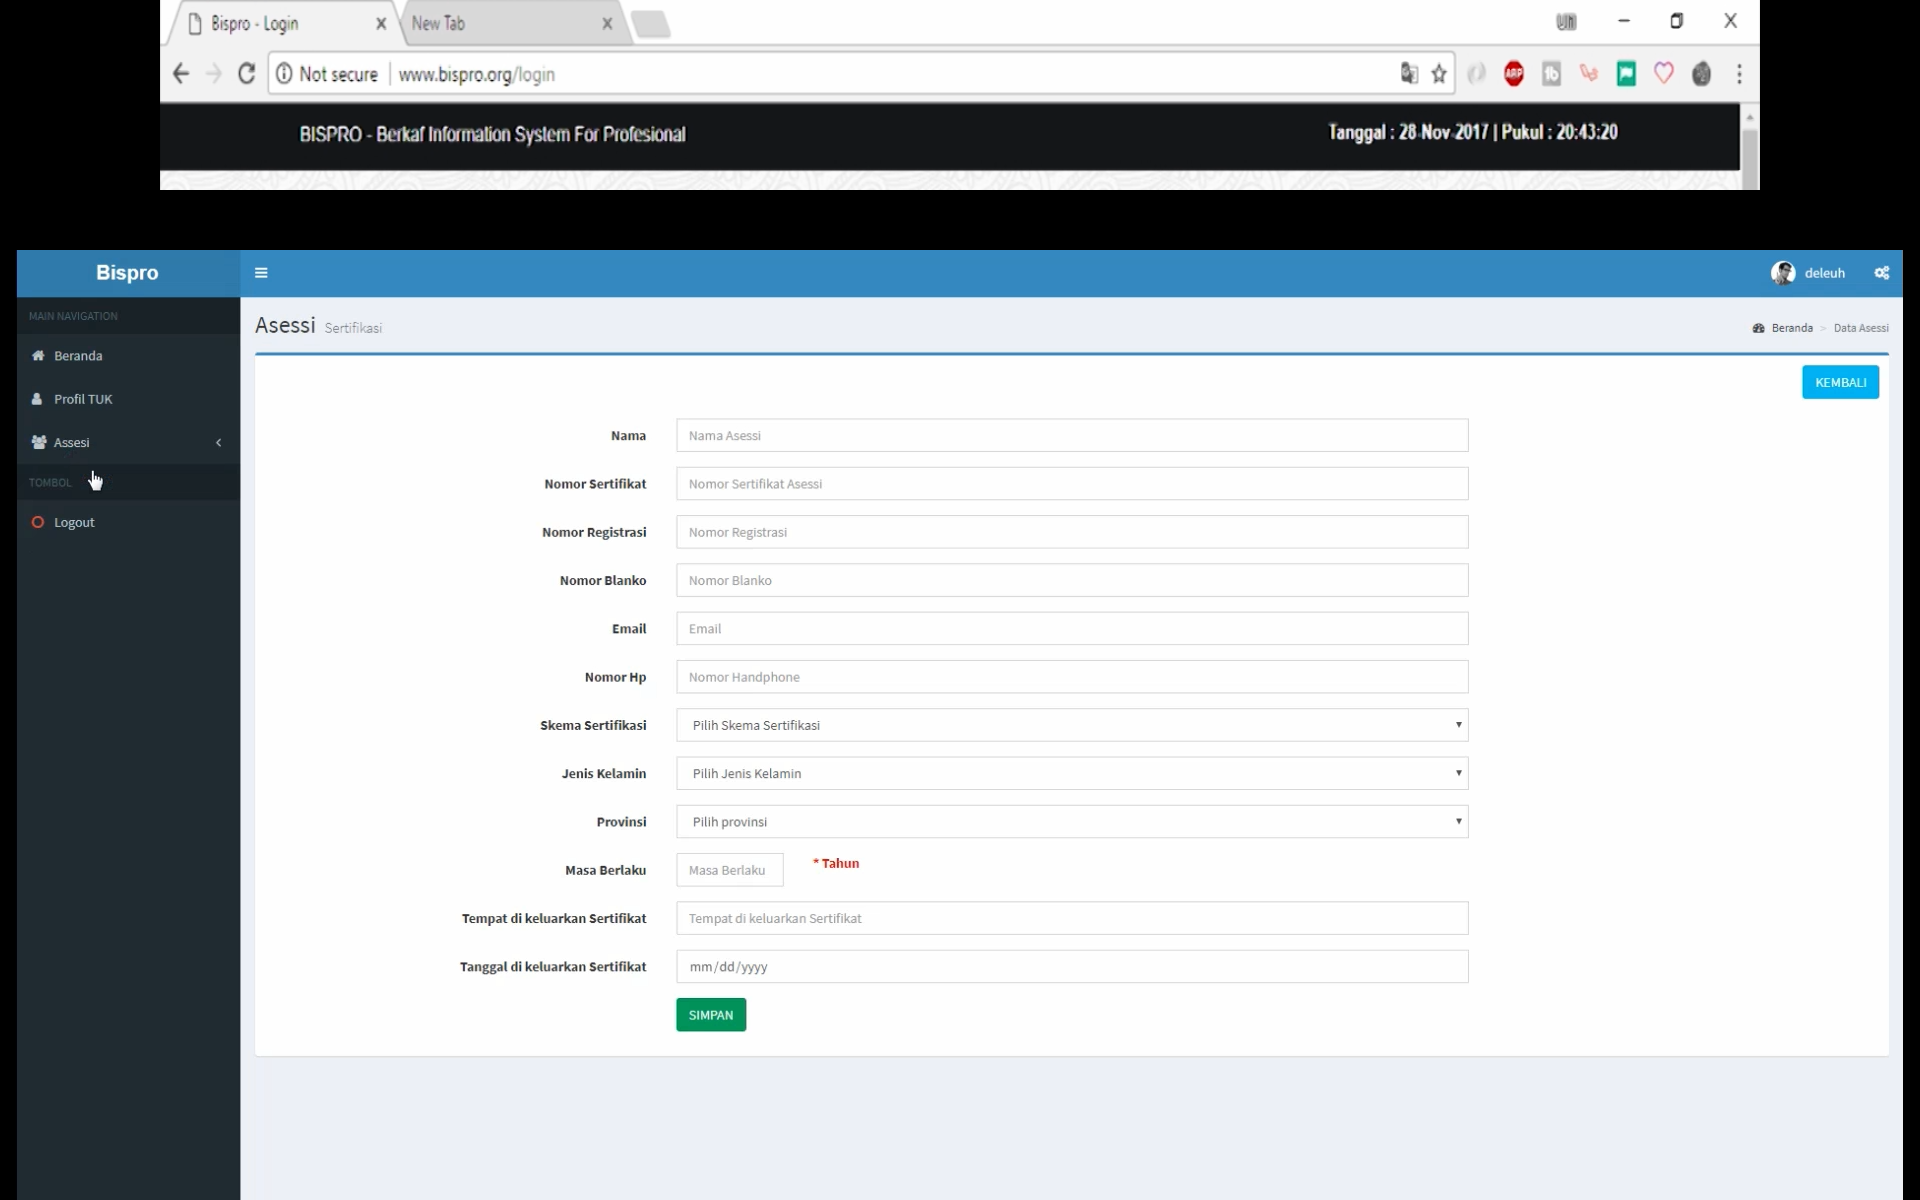 Bispro - Login
New Tab
Not secure | www.bispro.org/login
BISPRO - Berkaf Information System For Profesional
Tanggal : 28 Nov 2017 | Pukul : 20:43:20
Bispro
deleuh
MAIN NAVIGATION
Beranda
Profil TUK
Assesi
TOMBOL
Logout
Asessi Sertifikasi
Beranda > Data Asessi
KEMBALI
Nama Nama Asessi
Nomor Sertifikat Nomor Sertifikat Asessi
Nomor Registrasi Nomor Registrasi
Nomor Blanko Nomor Blanko
Email Email
Nomor Hp Nomor Handphone
Skema Sertifikasi Pilih Skema Sertifikasi
Jenis Kelamin Pilih Jenis Kelamin
Provinsi Pilih provinsi
Masa Berlaku Masa Berlaku * Tahun
Tempat di keluarkan Sertifikat Tempat di keluarkan Sertifikat
Tanggal di keluarkan Sertifikat mm/dd/yyyy
SIMPAN